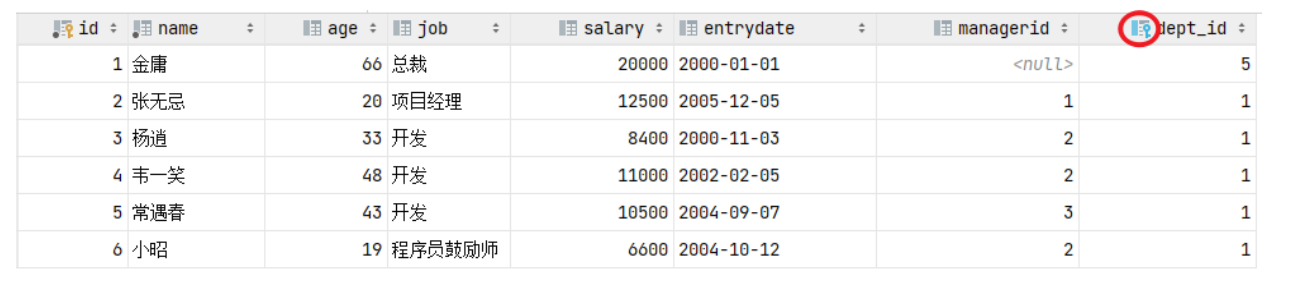 id name age job salary entrydate managerid dept_id
1 金庸 66 总裁 20000 2000-01-01 <null> 5
2 张无忌 20 项目经理 12500 2005-12-05 1 1
3 杨逍 33 开发 8400 2000-11-03 2 1
4 韦一笑 48 开发 11000 2002-02-05 2 1
5 常遇春 43 开发 10500 2004-09-07 3 1
6 小昭 19 程序员鼓励师 6600 2004-10-12 2 1